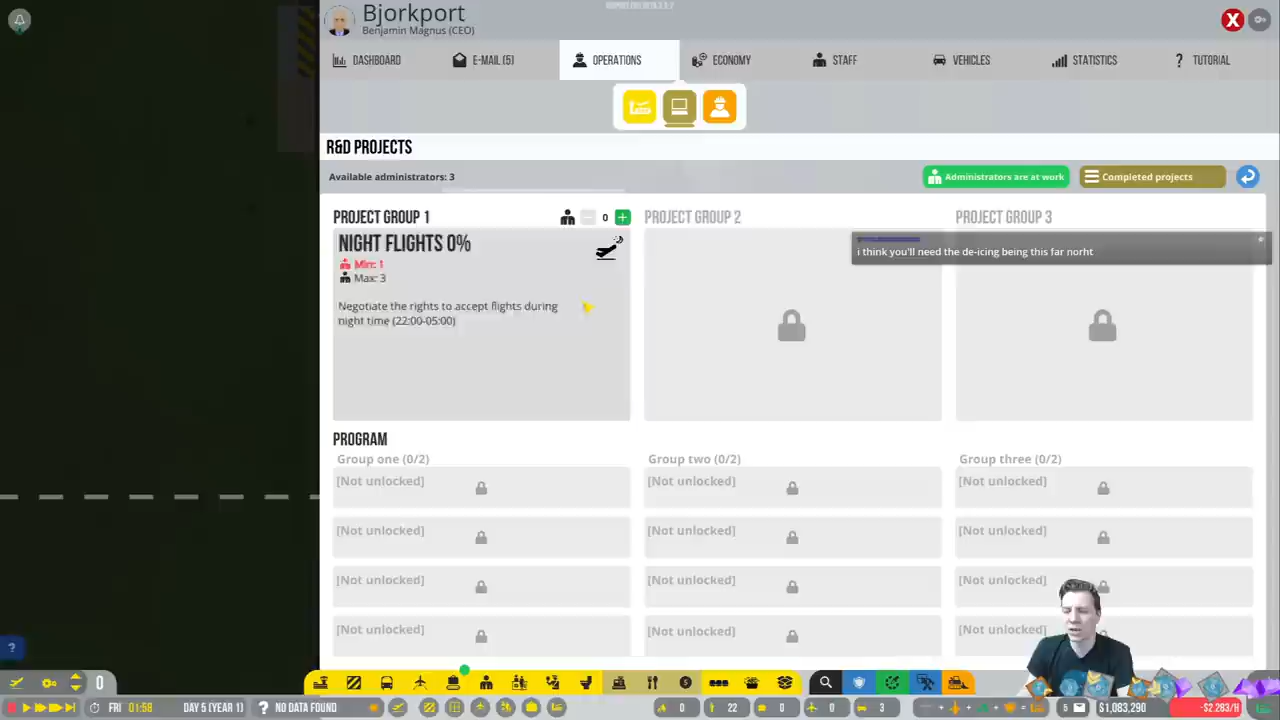 Bjorkport
Benjamin Magnus (CEO)
DASHBOARD
E-MAIL (5)
OPERATIONS
ECONOMY
STAFF
VEHICLES
STATISTICS
? TUTORIAL
R&D PROJECTS
Available administrators: 3
Administrators are at work
Completed projects
PROJECT GROUP 1
- 0 +
PROJECT GROUP 2
PROJECT GROUP 3
NIGHT FLIGHTS 0%
Min: 1
Max: 3
Negotiate the rights to accept flights during
night time (22:00-05:00)
i think you'll need the de-icing being this far norht
PROGRAM
Group one (0/2)
Group two (0/2)
Group three (0/2)
[Not unlocked]
[Not unlocked]
[Not unlocked]
[Not unlocked]
[Not unlocked]
[Not unlocked]
[Not unlocked]
[Not unlocked]
[Not unlocked]
[Not unlocked]
[Not unlocked]
[Not unlocked]
?
0
FRI 01:58
DAY 5 (YEAR 1)
? NO DATA FOUND
0
22
0
0
3
5
$1,083,290
-$2,283/H